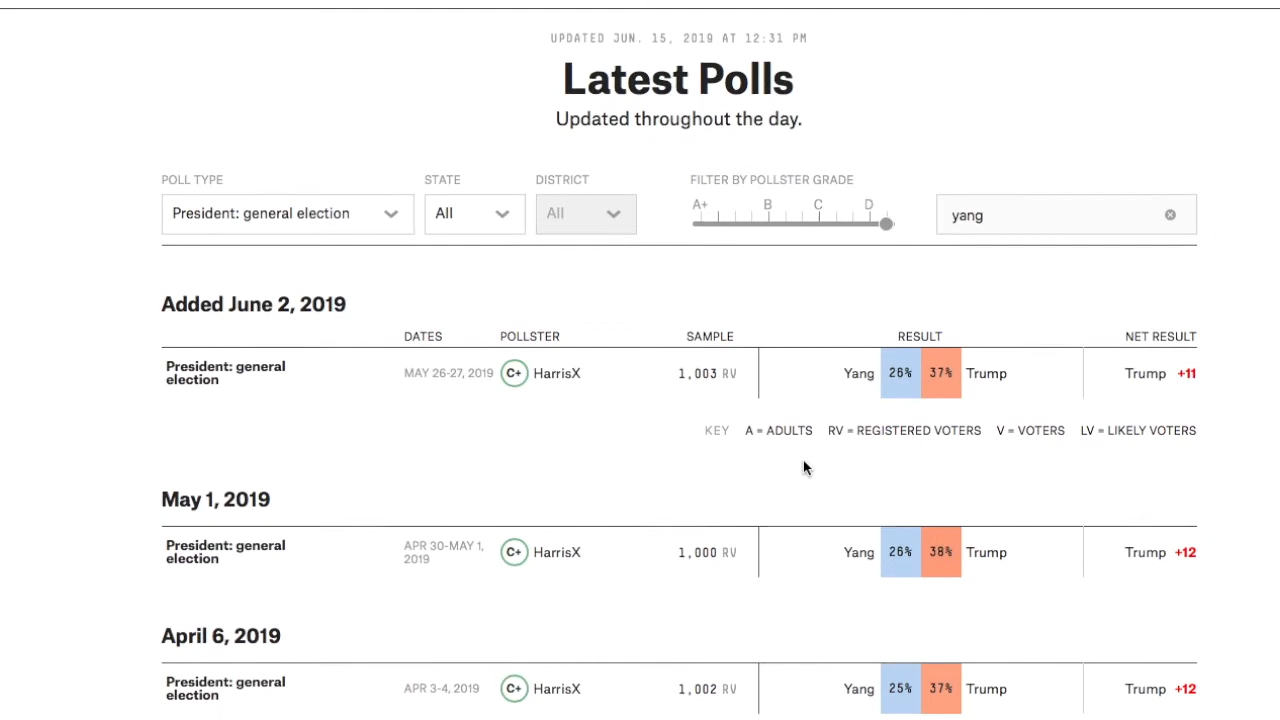 UPDATED JUN. 15, 2019 AT 12:31 PM
Latest Polls
Updated throughout the day.
POLL TYPE STATE DISTRICT FILTER BY POLLSTER GRADE
A+ B C D
President: general election All All yang
Added June 2, 2019
DATES POLLSTER SAMPLE RESULT NET RESULT
President: general election MAY 26-27, 2019 C+ HarrisX 1,003 RV Yang 26% 37% Trump Trump +11
KEY A = ADULTS RV = REGISTERED VOTERS V = VOTERS LV = LIKELY VOTERS
May 1, 2019
President: general election APR 30-MAY 1, 2019 C+ HarrisX 1,000 RV Yang 26% 38% Trump Trump +12
April 6, 2019
President: general election APR 3-4, 2019 C+ HarrisX 1,002 RV Yang 25% 37% Trump Trump +12